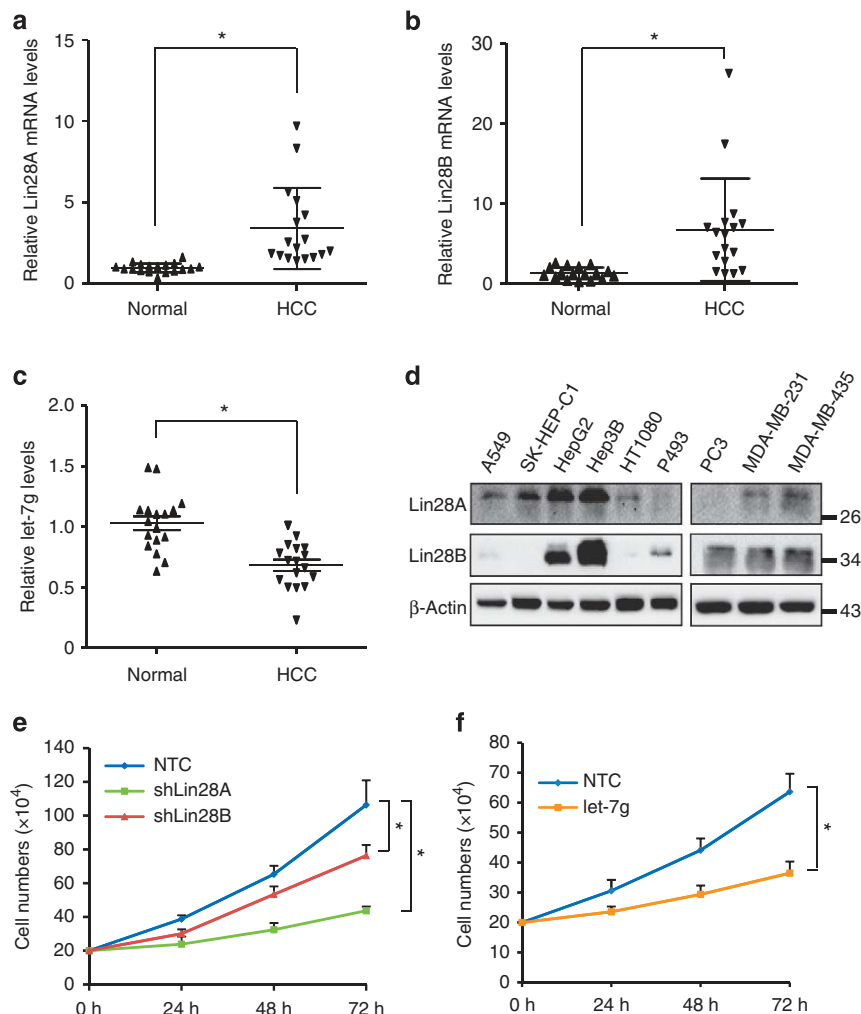 a
15
10
5
0
Relative Lin28A mRNA levels
*
Normal
HCC
b
30
20
10
0
Relative Lin28B mRNA levels
*
Normal
HCC
c
2.0
1.5
1.0
0.5
0
Relative let-7g levels
*
Normal
HCC
d
A549
SK-HEP-C1
HepG2
Hep3B
HT1080
P493
PC3
MDA-MB-231
MDA-MB-435
Lin28A
26
Lin28B
34
β-Actin
43
e
140
120
100
80
60
40
20
0
Cell numbers (×10⁴)
NTC
shLin28A
shLin28B
*
*
0 h
24 h
48 h
72 h
f
80
70
60
50
40
30
20
10
0
Cell numbers (×10⁴)
NTC
let-7g
*
0 h
24 h
48 h
72 h